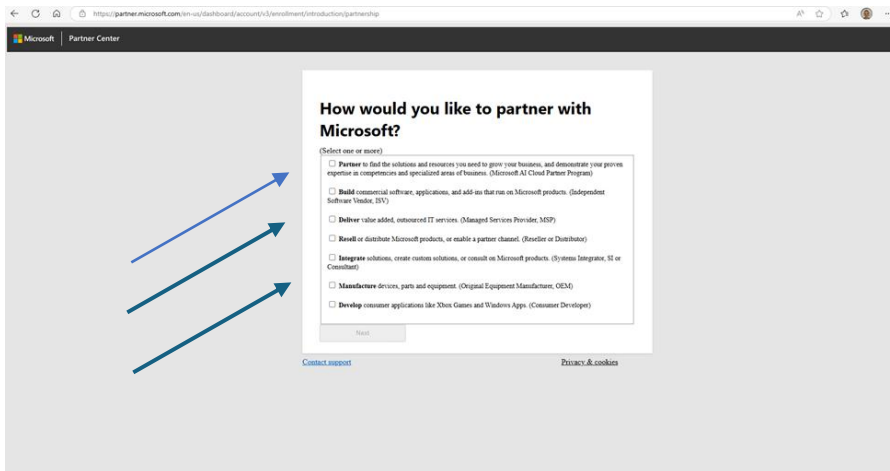 https://partner.microsoft.com/en-us/dashboard/account/v3/enrollment/introduction/partnership
Microsoft Partner Center
How would you like to partner with
Microsoft?
(Select one or more)
Partner to find the solutions and resources you need to grow your business, and demonstrate your proven
expertise in competencies and specialized areas of business. (Microsoft AI Cloud Partner Program)
Build commercial software, applications, and add-ins that run on Microsoft products. (Independent
Software Vendor, ISV)
Deliver value added, outsourced IT services. (Managed Services Provider, MSP)
Resell or distribute Microsoft products, or enable a partner channel. (Reseller or Distributor)
Integrate solutions, create custom solutions, or consult on Microsoft products. (Systems Integrator, SI or
Consultant)
Manufacture devices, parts and equipment. (Original Equipment Manufacturer, OEM)
Develop consumer applications like Xbox Games and Windows Apps. (Consumer Developer)
Next
Contact support Privacy & cookies